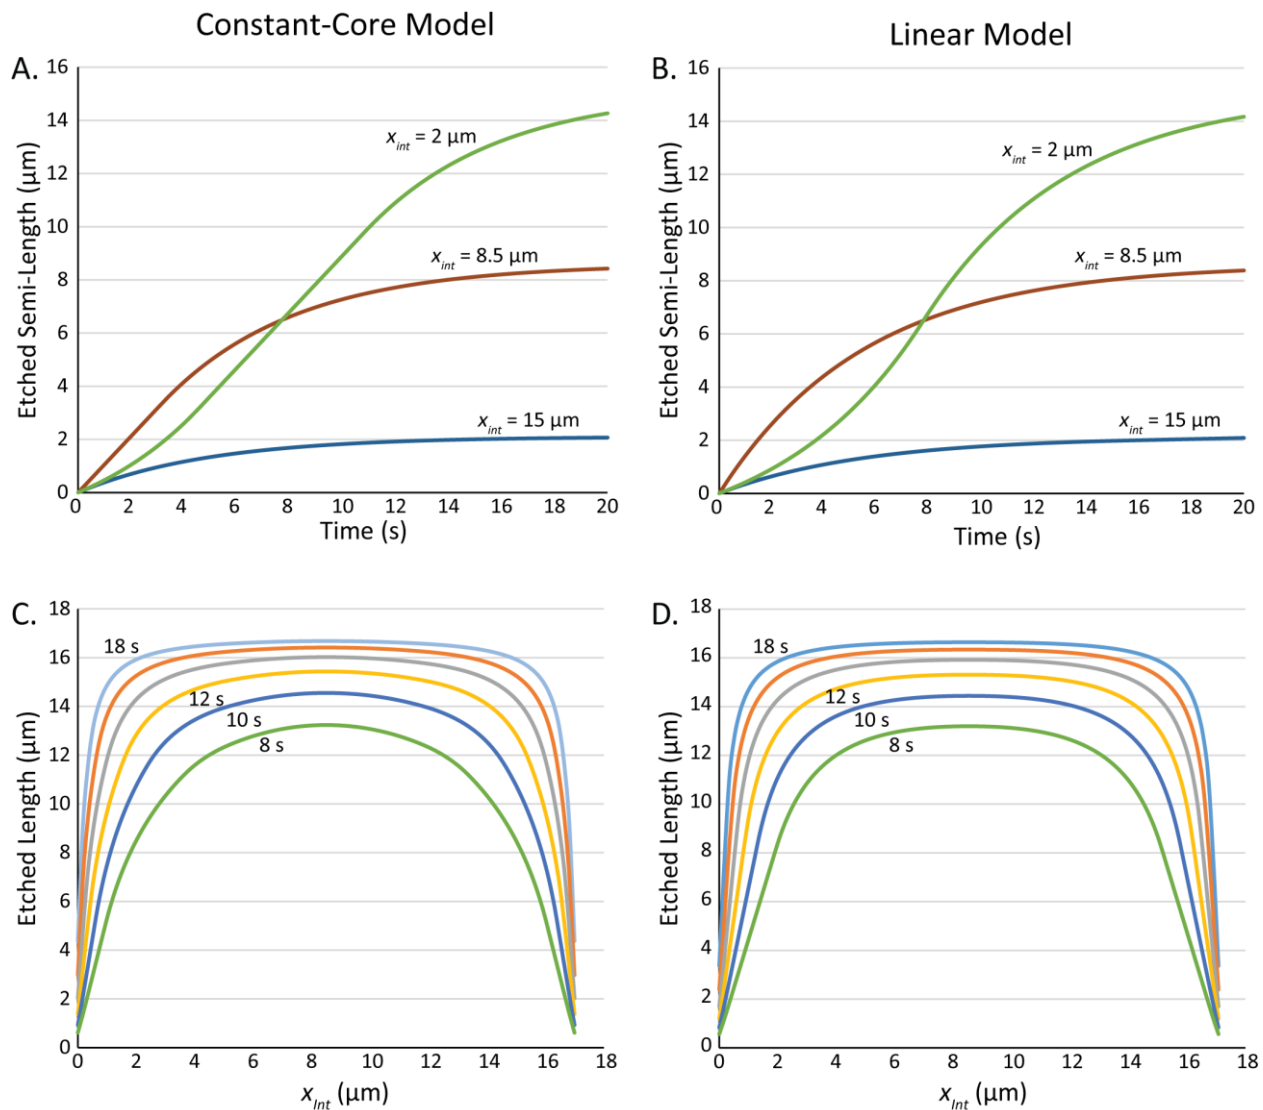 Constant-Core Model
Linear Model
A.
16
14
12
10
8
6
4
2
0
Etched Semi-Length (µm)
x_int = 2 µm
x_int = 8.5 µm
x_int = 15 µm
0 2 4 6 8 10 12 14 16 18 20
Time (s)
B.
16
14
12
10
8
6
4
2
0
Etched Semi-Length (µm)
x_int = 2 µm
x_int = 8.5 µm
x_int = 15 µm
0 2 4 6 8 10 12 14 16 18 20
Time (s)
C.
18
16
14
12
10
8
6
4
2
0
Etched Length (µm)
18 s
12 s
10 s
8 s
0 2 4 6 8 10 12 14 16 18
x_Int (µm)
D.
18
16
14
12
10
8
6
4
2
0
Etched Length (µm)
18 s
12 s
10 s
8 s
0 2 4 6 8 10 12 14 16 18
x_Int (µm)